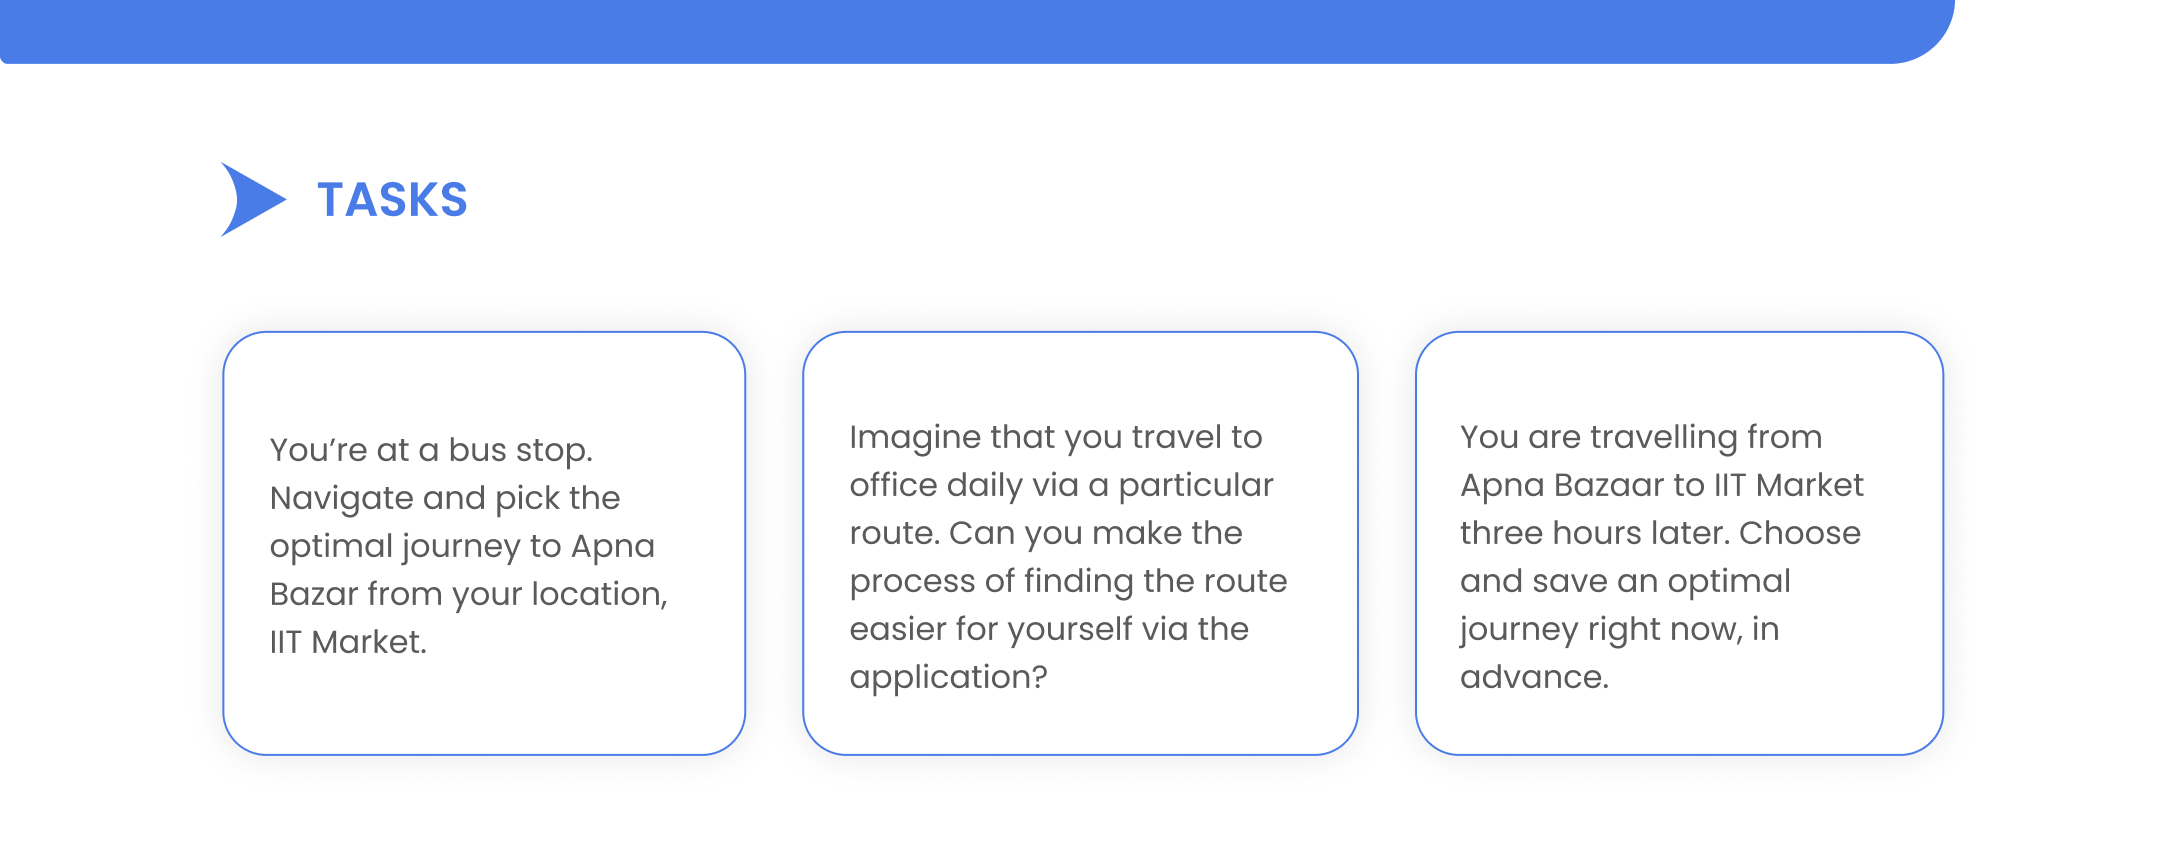 TASKS
You’re at a bus stop.
Navigate and pick the
optimal journey to Apna
Bazar from your location,
IIT Market.
Imagine that you travel to
office daily via a particular
route. Can you make the
process of finding the route
easier for yourself via the
application?
You are travelling from
Apna Bazaar to IIT Market
three hours later. Choose
and save an optimal
journey right now, in
advance.